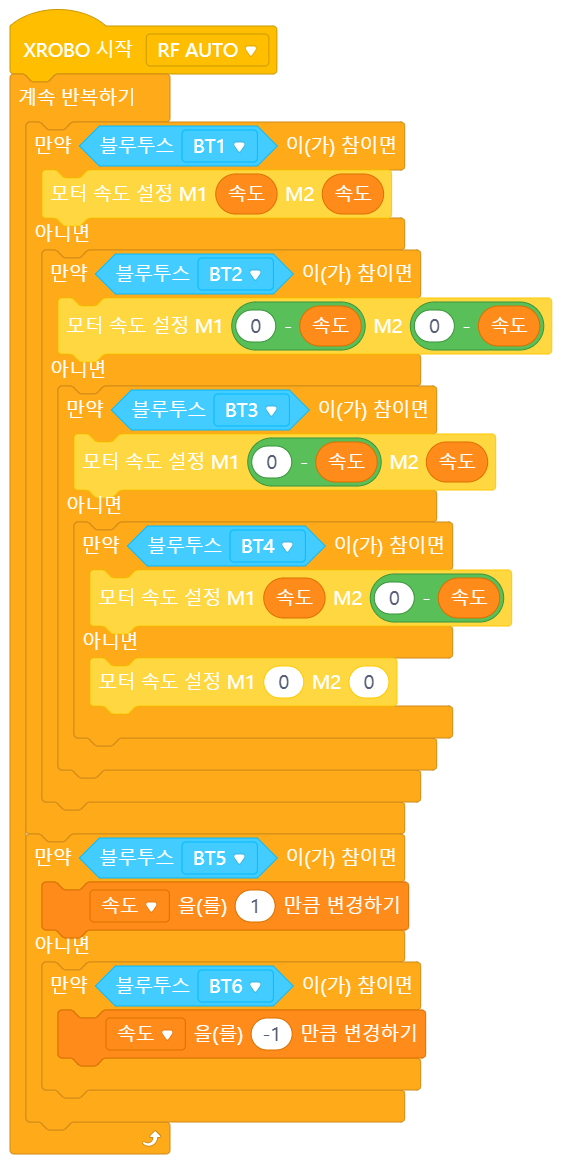 XROBO 시작 RF AUTO
계속 반복하기
만약 블루투스 BT1 이(가) 참이면
모터 속도 설정 M1 속도 M2 속도
아니면
만약 블루투스 BT2 이(가) 참이면
모터 속도 설정 M1 0 - 속도 M2 0 - 속도
아니면
만약 블루투스 BT3 이(가) 참이면
모터 속도 설정 M1 0 - 속도 M2 속도
아니면
만약 블루투스 BT4 이(가) 참이면
모터 속도 설정 M1 속도 M2 0 - 속도
아니면
모터 속도 설정 M1 0 M2 0
만약 블루투스 BT5 이(가) 참이면
속도 을(를) 1 만큼 변경하기
아니면
만약 블루투스 BT6 이(가) 참이면
속도 을(를) -1 만큼 변경하기